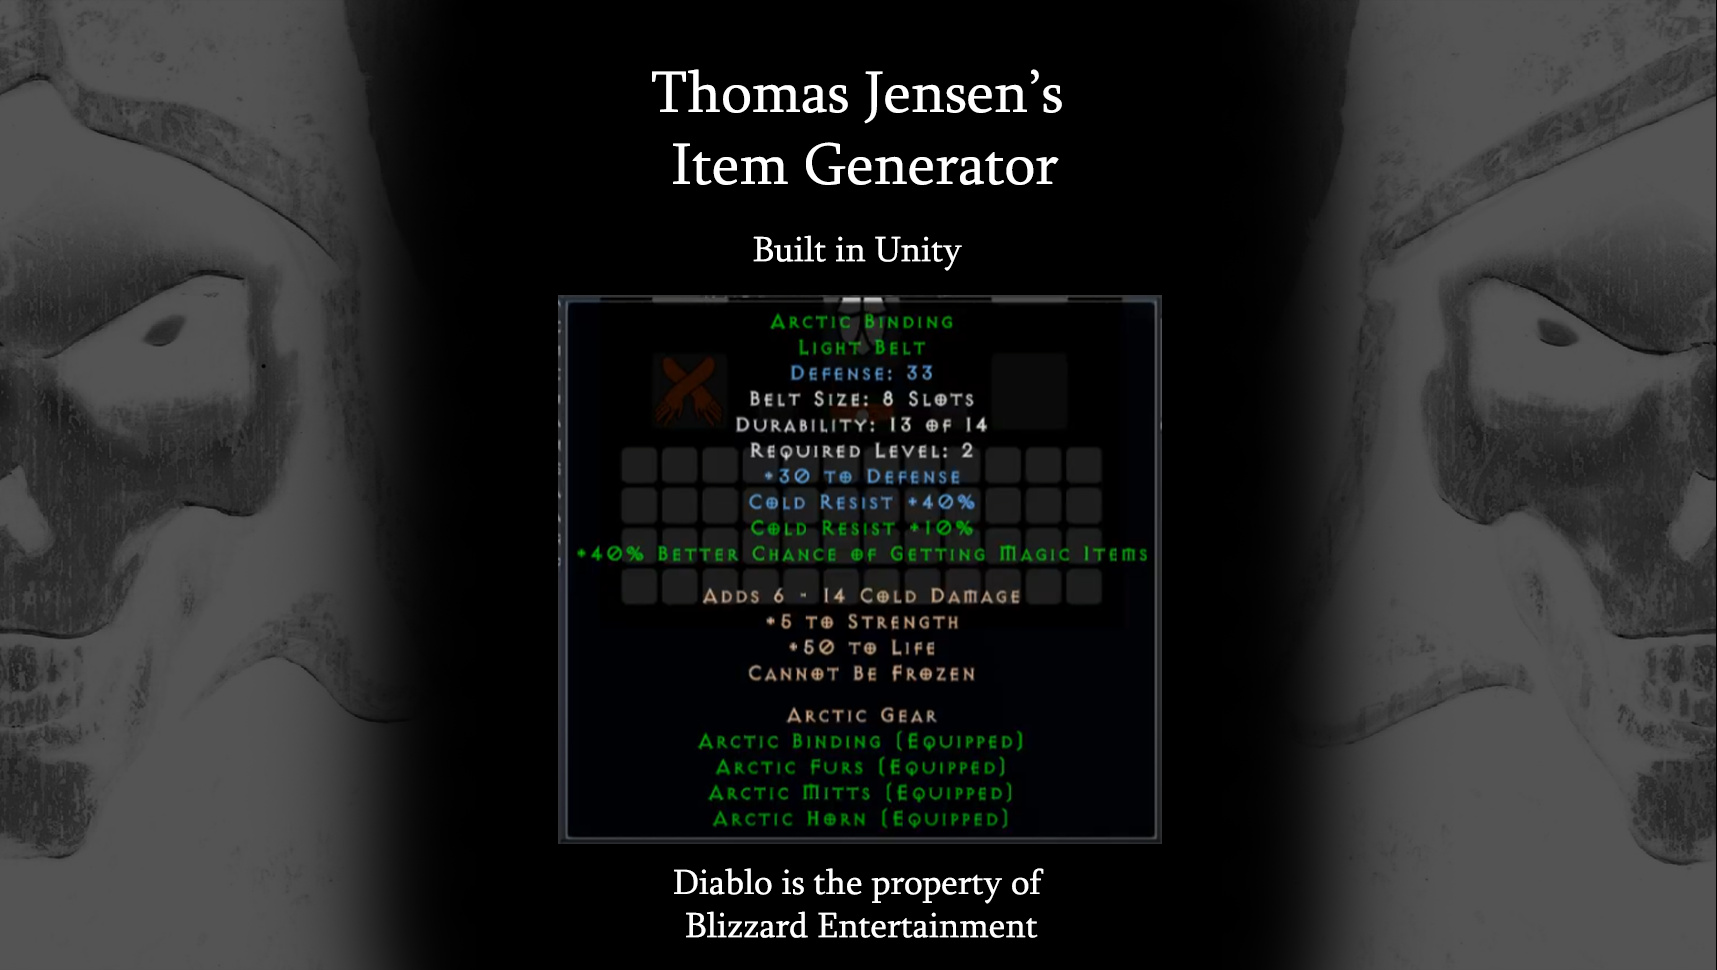 Thomas Jensen’s
Item Generator
Built in Unity
Arctic Binding
Light Belt
Defense: 33
Belt Size: 8 Slots
Durability: 13 of 14
Required Level: 2
+30 to Defense
Cold Resist +40%
Cold Resist +10%
+40% Better Chance of Getting Magic Items
Adds 6 - 14 Cold Damage
+5 to Strength
+50 to Life
Cannot Be Frozen
Arctic Gear
Arctic Binding (Equipped)
Arctic Furs (Equipped)
Arctic Mitts (Equipped)
Arctic Horn (Equipped)
Diablo is the property of
Blizzard Entertainment